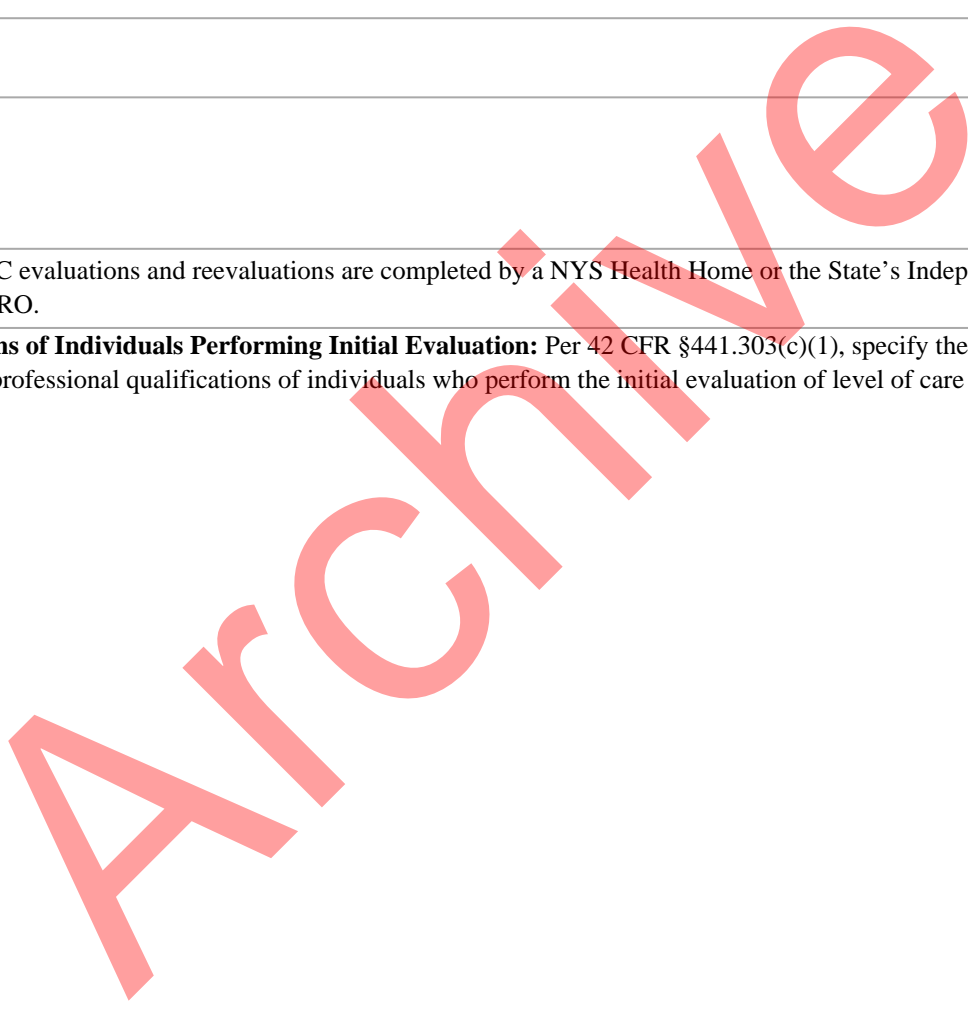 C evaluations and reevaluations are completed by a NYS Health Home or the State’s Indep
RO.
ns of Individuals Performing Initial Evaluation: Per 42 CFR §441.303(c)(1), specify the
professional qualifications of individuals who perform the initial evaluation of level of care
Archive